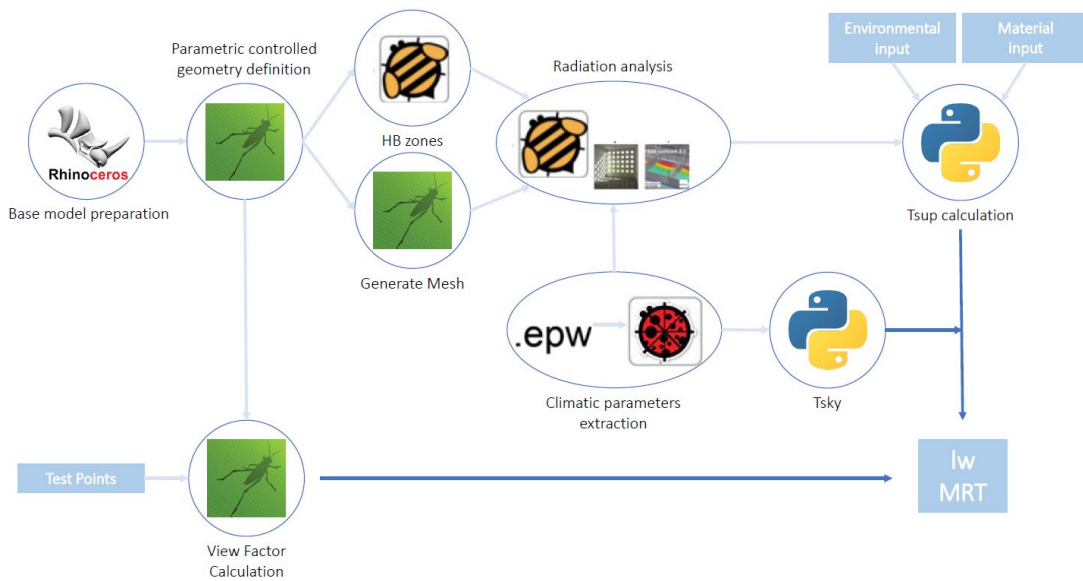 Environmental
input
Material
input
Parametric controlled
geometry definition
Radiation analysis
HB zones
Rhinoceros
Base model preparation
Tsup calculation
Generate Mesh
.epw
Climatic parameters
extraction
Tsky
Test Points
lw
MRT
View Factor
Calculation